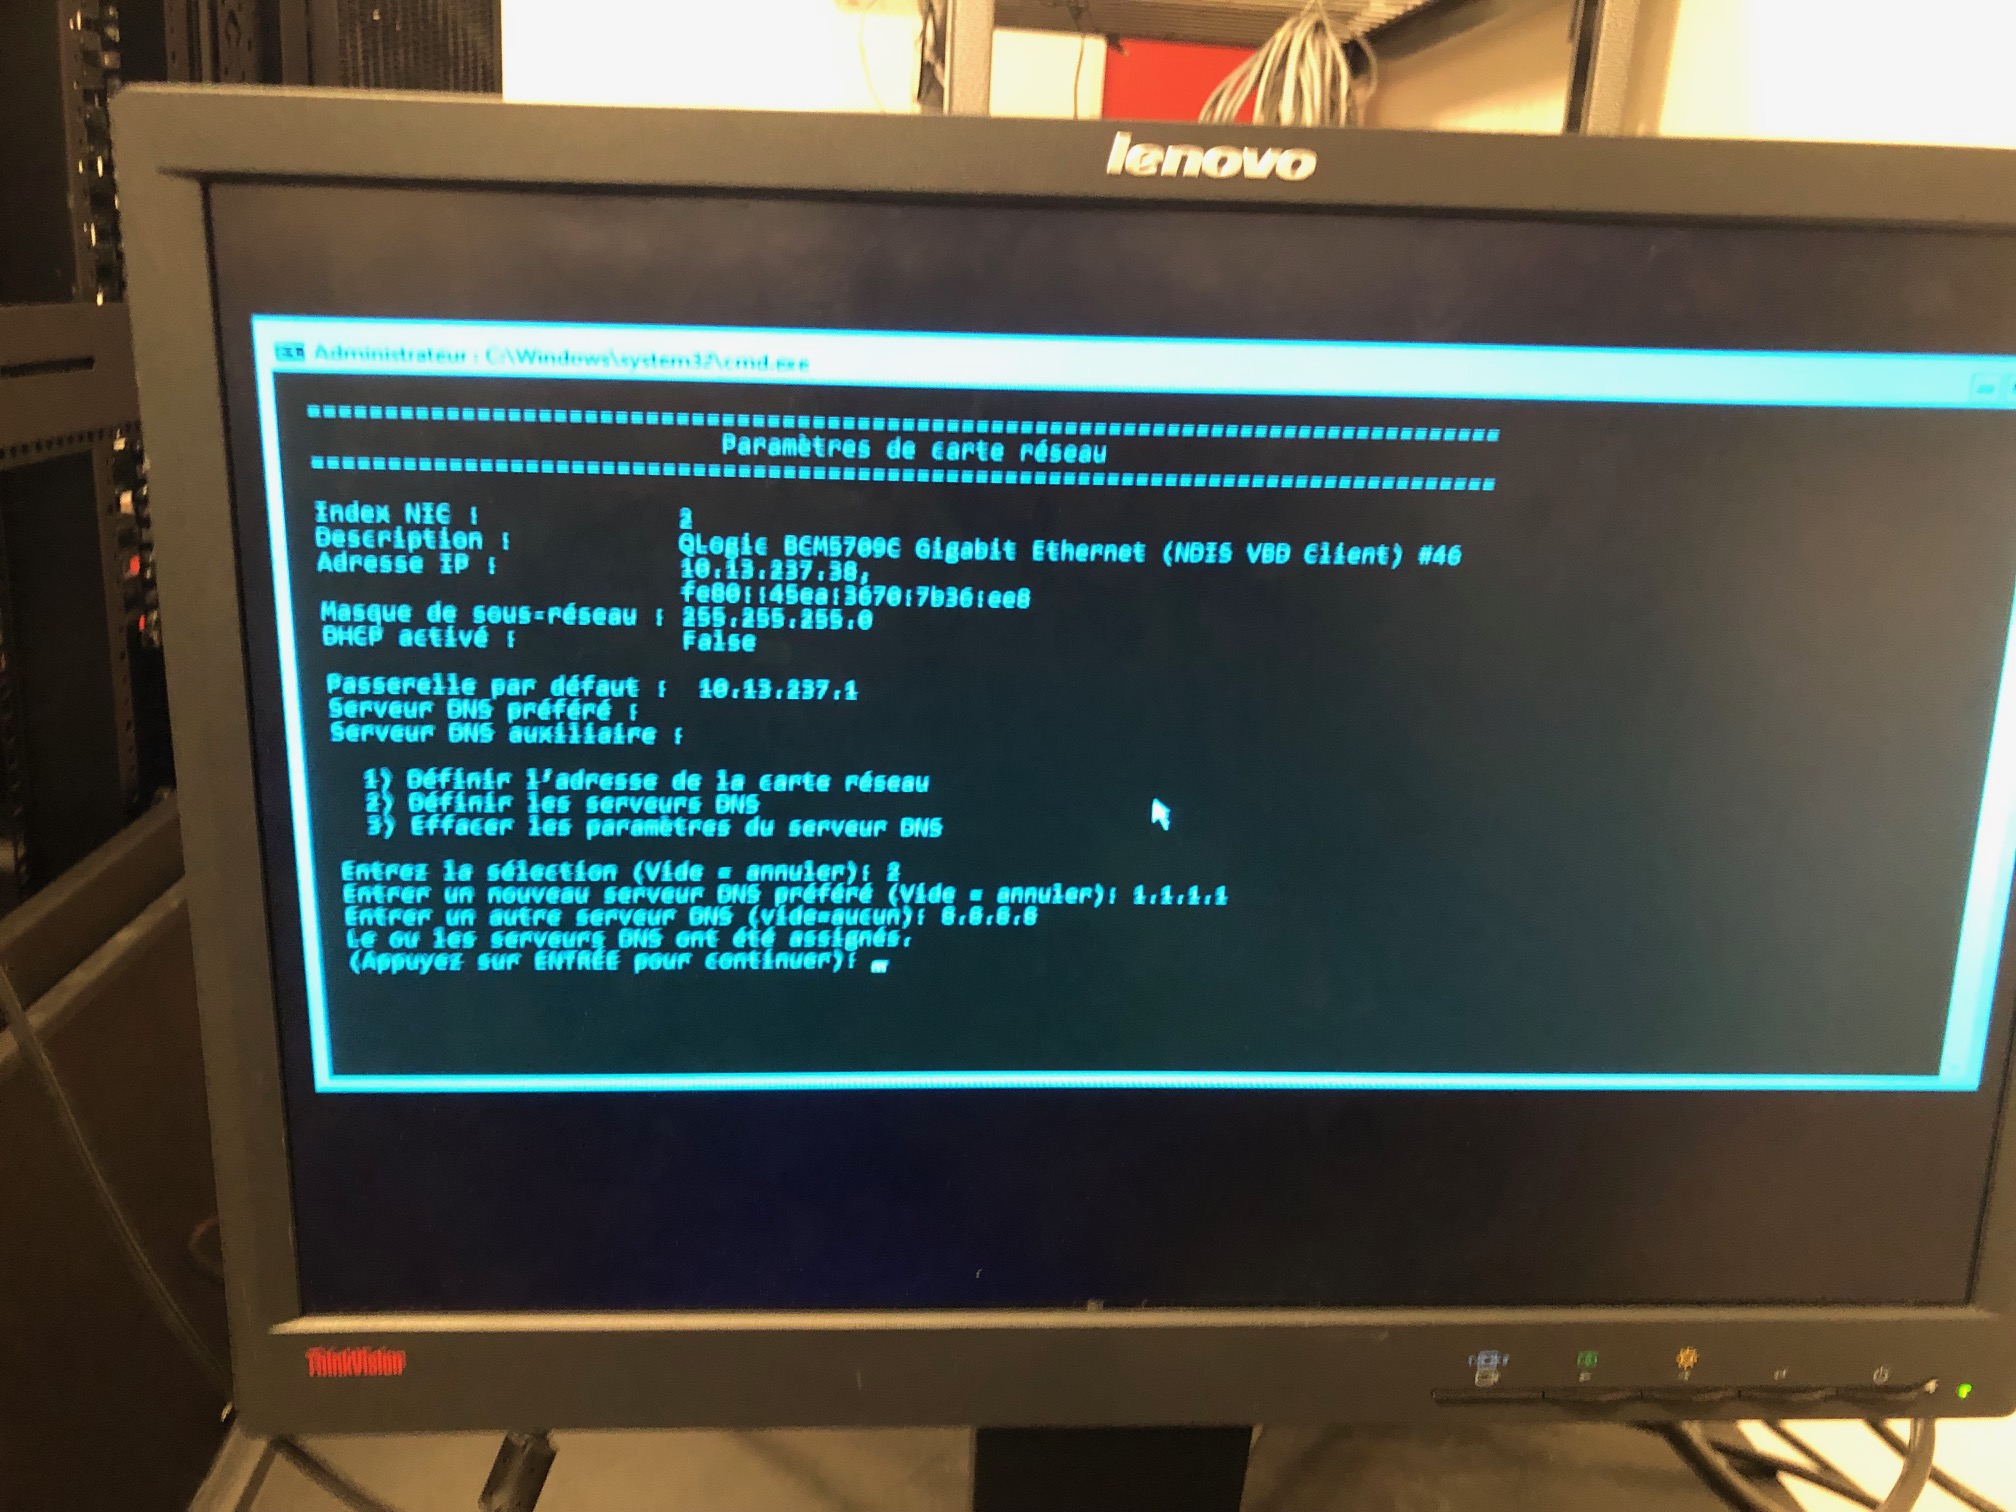 lenovo
Administrateur : C:\Windows\system32\cmd.exe
===============================================================================
Paramètres de carte réseau
===============================================================================
Index NIC : 2
Description : QLogic BCM5709C Gigabit Ethernet (NDIS VBD Client) #46
Adresse IP : 10.13.237.38,
fe80::45ea:3670:7b36:ee8
Masque de sous-réseau : 255.255.255.0
DHCP activé : False
Passerelle par défaut : 10.13.237.1
Serveur DNS préféré :
Serveur DNS auxiliaire :
1) Définir l'adresse de la carte réseau
2) Définir les serveurs DNS
3) Effacer les paramètres du serveur DNS
Entrez la sélection (Vide = annuler): 2
Entrer un nouveau serveur DNS préféré (Vide = annuler): 1.1.1.1
Entrer un autre serveur DNS (vide=aucun): 8.8.8.8
Le ou les serveurs DNS ont été assignés.
(Appuyez sur ENTRÉE pour continuer): _
ThinkVision